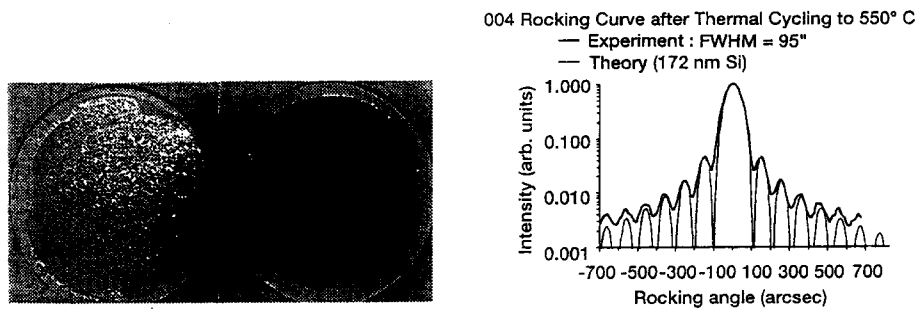 004 Rocking Curve after Thermal Cycling to 550° C
— Experiment : FWHM = 95"
— Theory (172 nm Si)
Intensity (arb. units)
1.000
0.100
0.010
0.001
-700 -500 -300 -100 100 300 500 700
Rocking angle (arcsec)